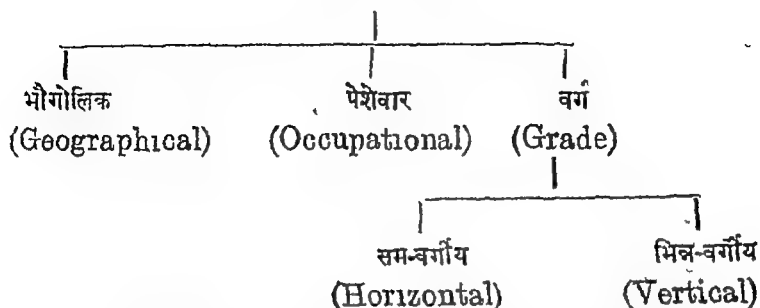 भौगोलिक पेशेवार वर्ग
(Geographical) (Occupational) (Grade)
सम-वर्गीय भिन्न-वर्गीय
(Horizontal) (Vertical)